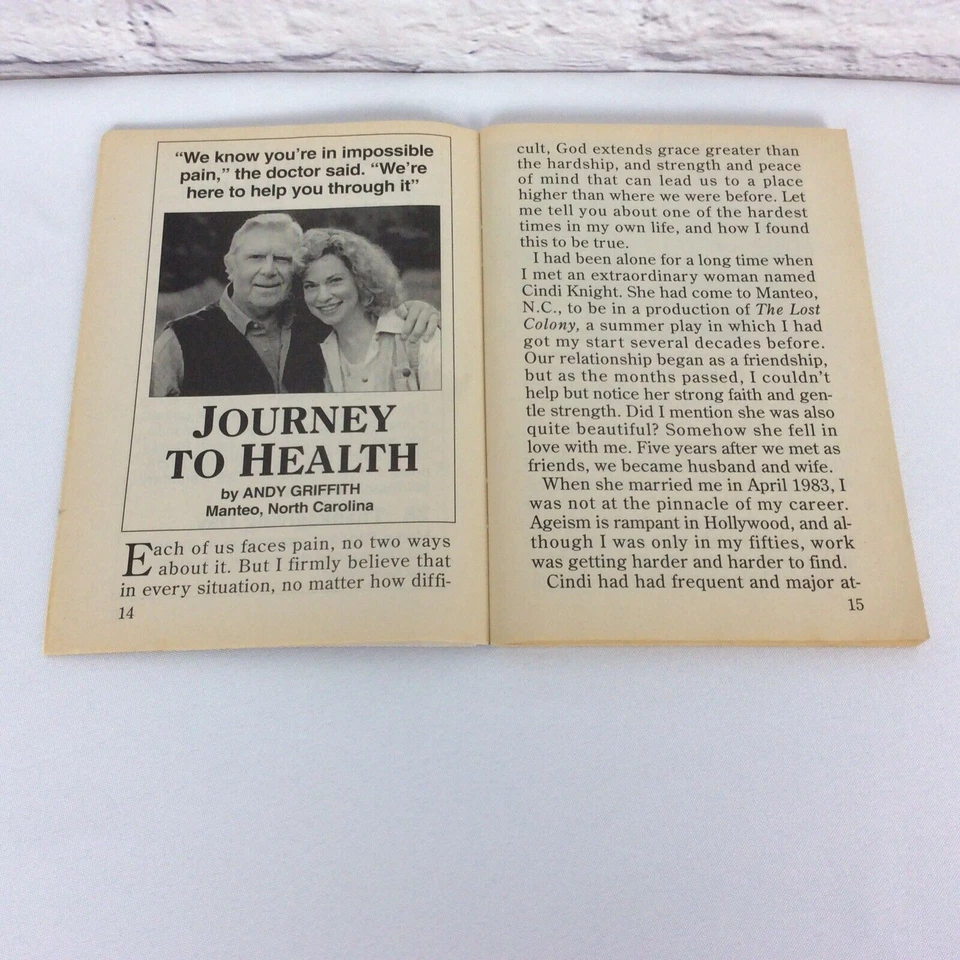 “We know you’re in impossible
pain,” the doctor said. “We’re
here to help you through it”
JOURNEY
TO HEALTH
by ANDY GRIFFITH
Manteo, North Carolina
Each of us faces pain, no two ways
about it. But I firmly believe that
in every situation, no matter how diffi-
14
cult, God extends grace greater than
the hardship, and strength and peace
of mind that can lead us to a place
higher than where we were before. Let
me tell you about one of the hardest
times in my own life, and how I found
this to be true.
I had been alone for a long time when
I met an extraordinary woman named
Cindi Knight. She had come to Manteo,
N.C., to be in a production of The Lost
Colony, a summer play in which I had
got my start several decades before.
Our relationship began as a friendship,
but as the months passed, I couldn’t
help but notice her strong faith and gen-
tle strength. Did I mention she was also
quite beautiful? Somehow she fell in
love with me. Five years after we met as
friends, we became husband and wife.
When she married me in April 1983, I
was not at the pinnacle of my career.
Ageism is rampant in Hollywood, and al-
though I was only in my fifties, work
was getting harder and harder to find.
Cindi had had frequent and major at-
15